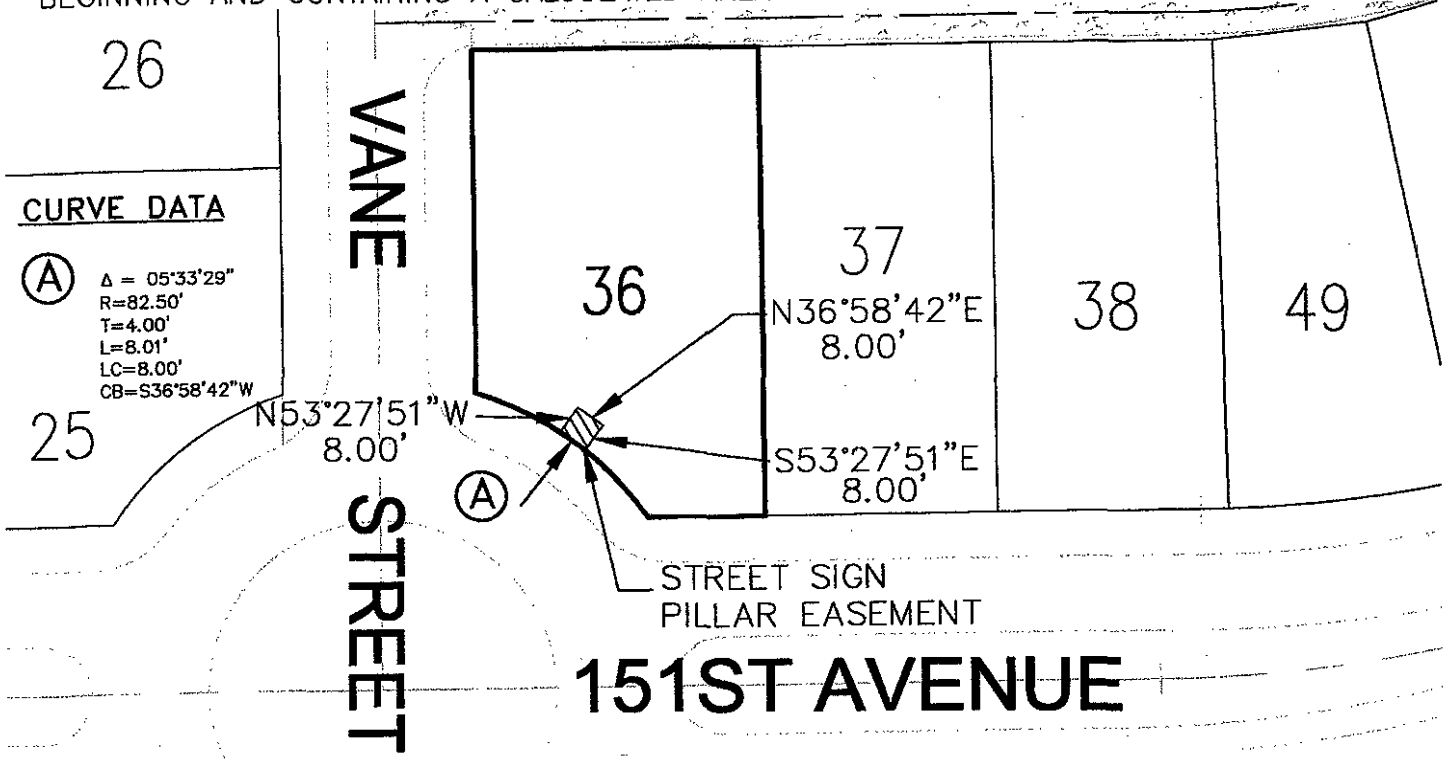 26
VANE STREET
CURVE DATA
A
Δ = 05°33'29"
R=82.50'
T=4.00'
L=8.01'
LC=8.00'
CB=S36°58'42"W
25
36
37
N36°58'42"E
8.00'
38
49
N53°27'51"W
8.00'
S53°27'51"E
8.00'
A
STREET SIGN
PILLAR EASEMENT
151ST AVENUE